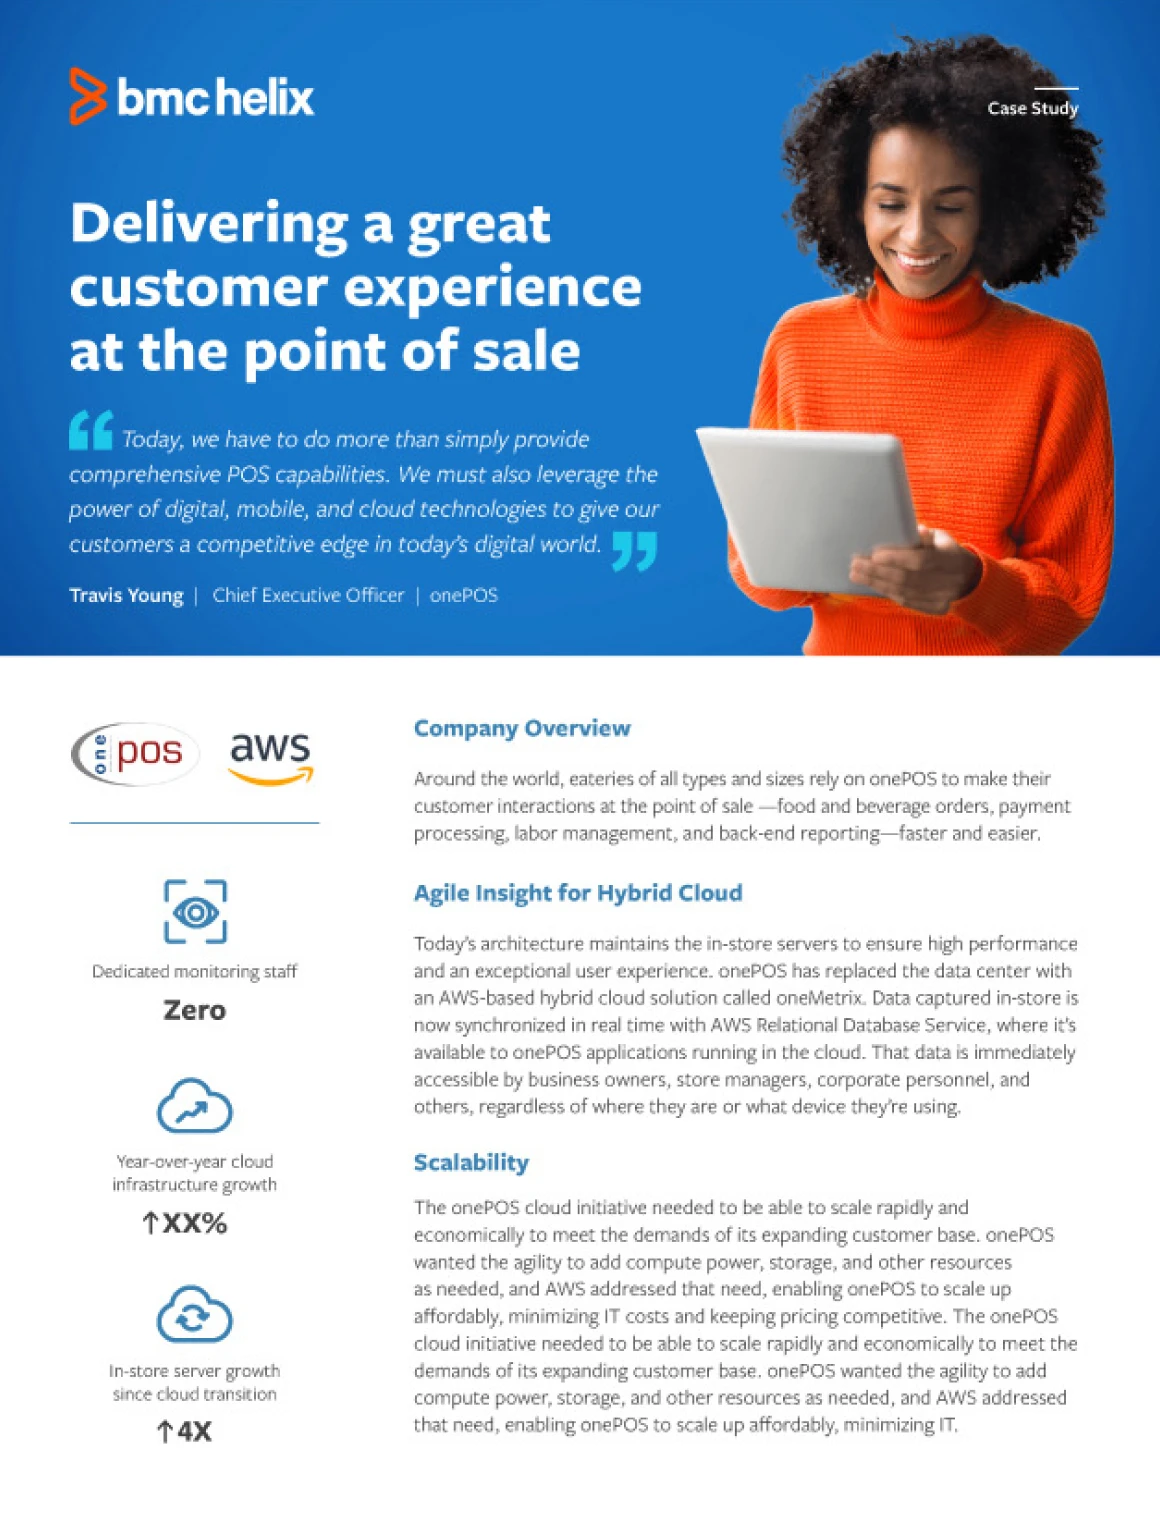 bmc helix
Case Study
Delivering a great
customer experience
at the point of sale
“ Today, we have to do more than simply provide
comprehensive POS capabilities. We must also leverage the
power of digital, mobile, and cloud technologies to give our
customers a competitive edge in today’s digital world. ”
Travis Young | Chief Executive Officer | onePOS
one pos
aws
Dedicated monitoring staff
Zero
Year-over-year cloud
infrastructure growth
↑XX%
In-store server growth
since cloud transition
↑4X
Company Overview
Around the world, eateries of all types and sizes rely on onePOS to make their
customer interactions at the point of sale —food and beverage orders, payment
processing, labor management, and back-end reporting—faster and easier.
Agile Insight for Hybrid Cloud
Today’s architecture maintains the in-store servers to ensure high performance
and an exceptional user experience. onePOS has replaced the data center with
an AWS-based hybrid cloud solution called oneMetrix. Data captured in-store is
now synchronized in real time with AWS Relational Database Service, where it’s
available to onePOS applications running in the cloud. That data is immediately
accessible by business owners, store managers, corporate personnel, and
others, regardless of where they are or what device they’re using.
Scalability
The onePOS cloud initiative needed to be able to scale rapidly and
economically to meet the demands of its expanding customer base. onePOS
wanted the agility to add compute power, storage, and other resources
as needed, and AWS addressed that need, enabling onePOS to scale up
affordably, minimizing IT costs and keeping pricing competitive. The onePOS
cloud initiative needed to be able to scale rapidly and economically to meet the
demands of its expanding customer base. onePOS wanted the agility to add
compute power, storage, and other resources as needed, and AWS addressed
that need, enabling onePOS to scale up affordably, minimizing IT.